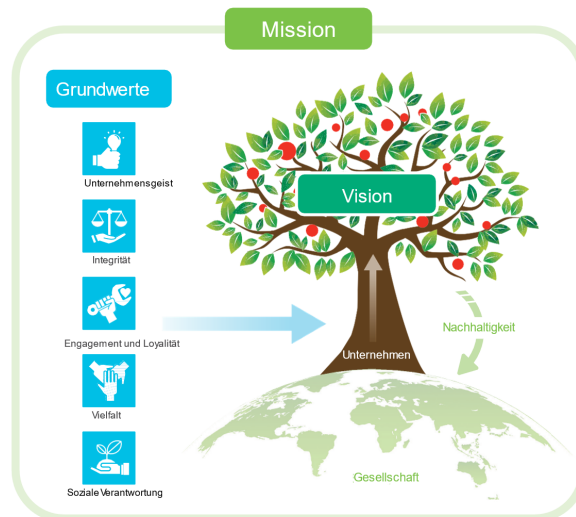 Mission
Grundwerte
Unternehmensgeist
Integrität
Engagement und Loyalität
Vielfalt
Soziale Verantwortung
Vision
Nachhaltigkeit
Unternehmen
Gesellschaft